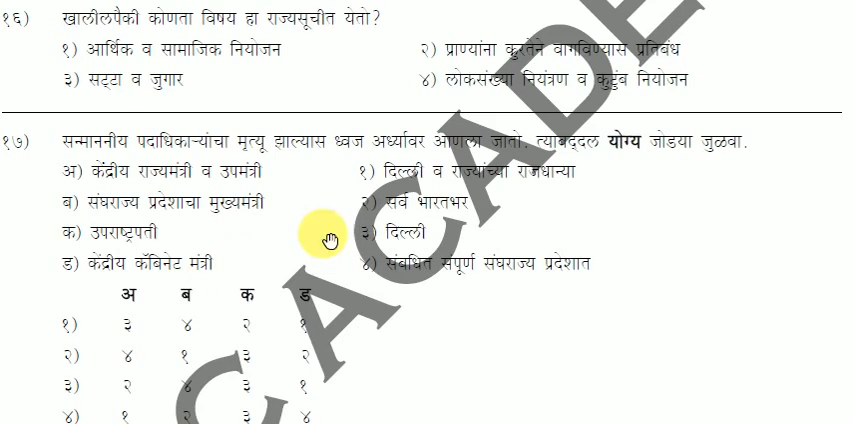 १६) खालीलपैकी कोणता विषय हा राज्यसूचीत येतो?
१) आर्थिक व सामाजिक नियोजन २) प्राण्यांना क्रुरतेने वागविण्यास प्रतिबंध
३) सट्टा व जुगार ४) लोकसंख्या नियंत्रण व कुटुंब नियोजन
१७) सन्माननीय पदाधिकाऱ्यांचा मृत्यू झाल्यास ध्वज अर्ध्यावर आणला जातो. त्याबद्दल योग्य जोडया जुळवा.
अ) केंद्रीय राज्यमंत्री व उपमंत्री १) दिल्ली व राज्यांच्या राजधान्या
ब) संघराज्य प्रदेशाचा मुख्यमंत्री २) सर्व भारतभर
क) उपराष्ट्रपती ३) दिल्ली
ड) केंद्रीय कॅबिनेट मंत्री ४) संबधित संपूर्ण संघराज्य प्रदेशात
अ ब क ड
१) ३ ४ २ १
२) ४ १ ३ २
३) २ ४ ३ १
४) १ २ ३ ४
C ACADE